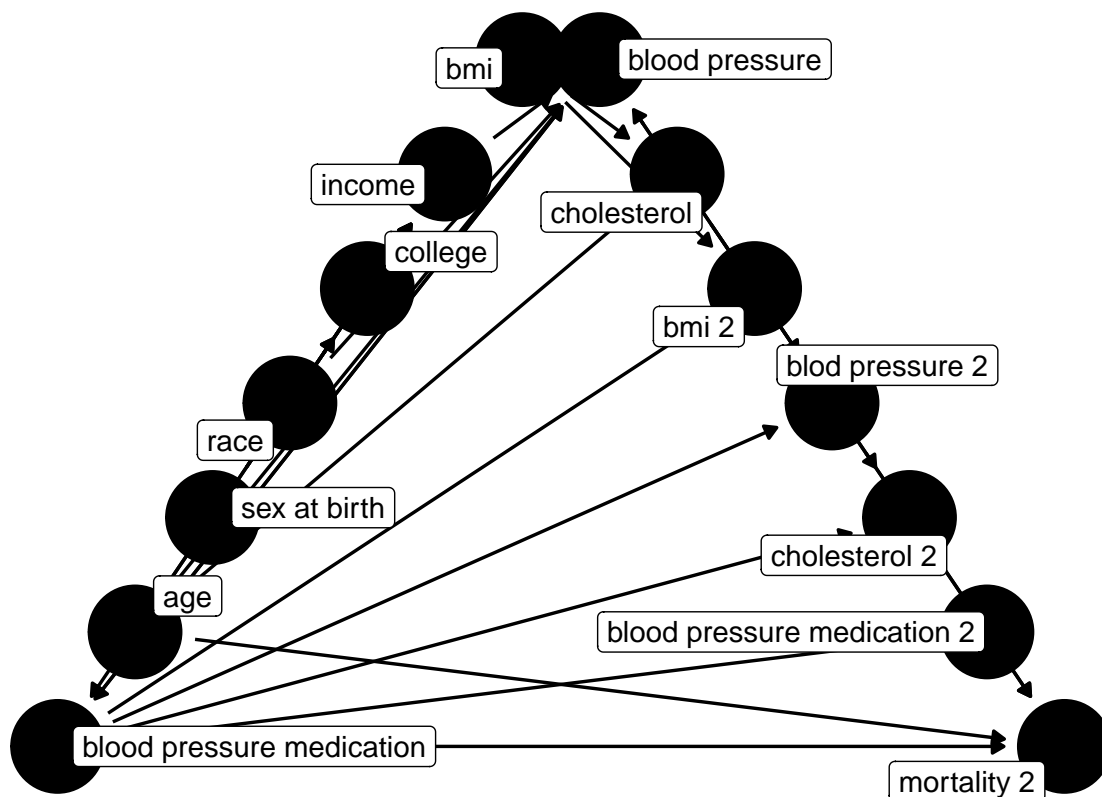 bmi
blood pressure
income
cholesterol
college
bmi 2
blod pressure 2
race
sex at birth
cholesterol 2
age
blood pressure medication 2
blood pressure medication
mortality 2